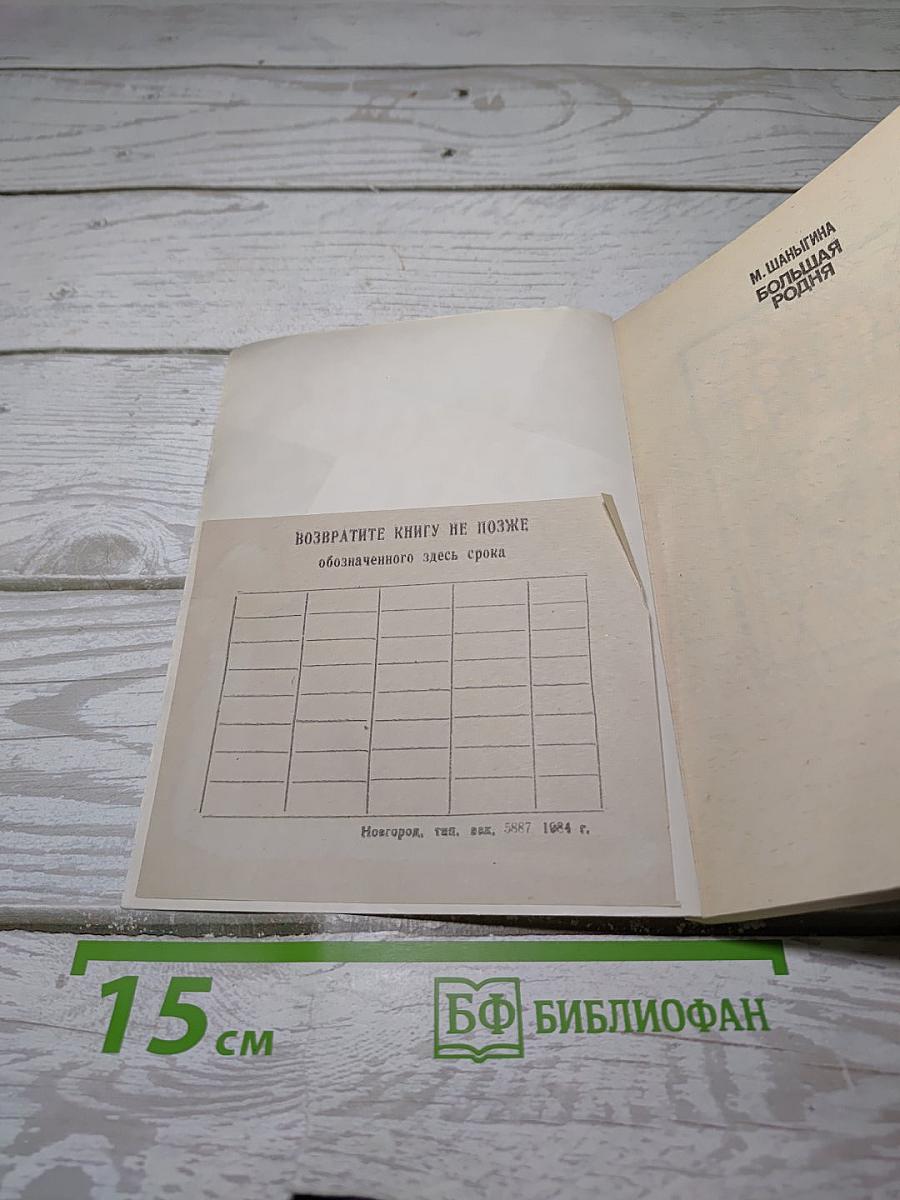 М. ШАНЫГИНА
БОЛЬШАЯ
РОДНЯ
ВОЗВРАТИТЕ КНИГУ НЕ ПОЗЖЕ
обозначенного здесь срока
Новгород, тип. зак. 5887 1984 г.
15 см
БФ БИБЛИОФАН